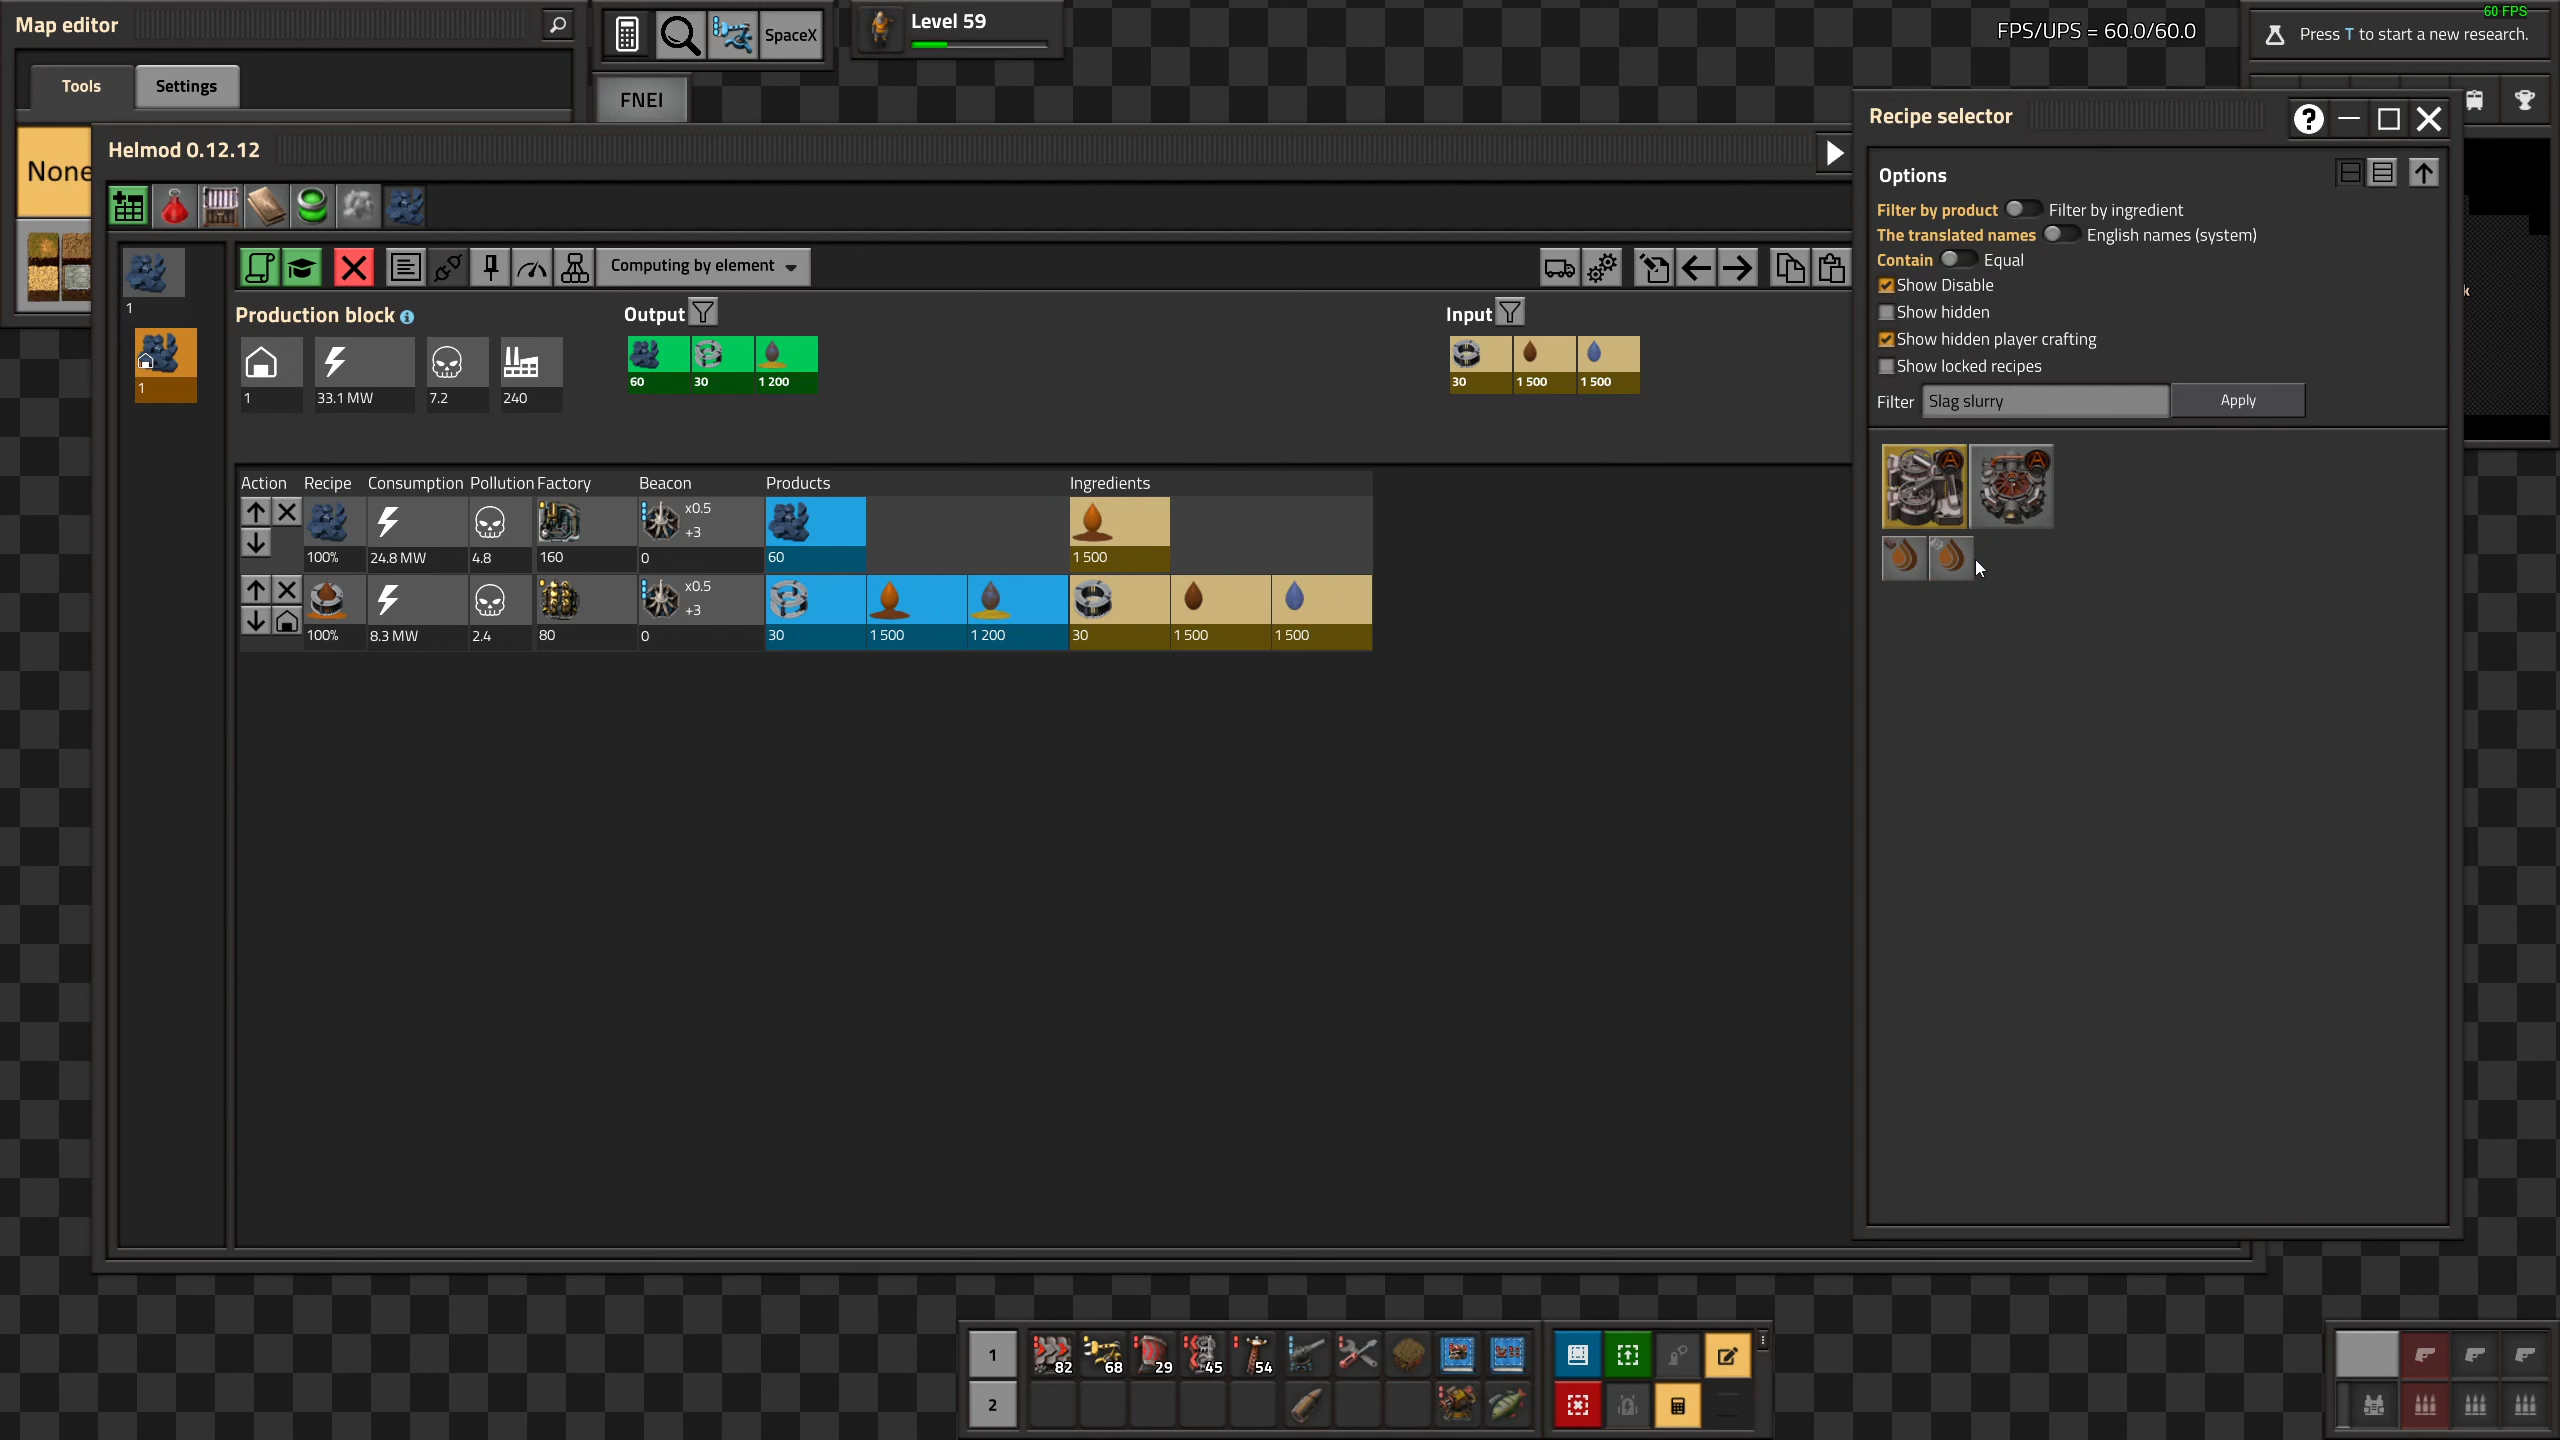 60 FPS
Map editor
SpaceX
Level 59
FPS/UPS = 60.0/60.0
Press T to start a new research.
Tools
Settings
FNEI
Recipe selector
None
Helmod 0.12.12
Options
Filter by product
Filter by ingredient
The translated names
English names (system)
Contain
Equal
Show Disable
Show hidden
Show hidden player crafting
Show locked recipes
Filter
Slag slurry
Apply
Computing by element
1
1
Production block
Output
Input
1
33.1 MW
7.2
240
60
30
1 200
30
1 500
1 500
Action
Recipe
Consumption
Pollution
Factory
Beacon
Products
Ingredients
100%
24.8 MW
4.8
160
x0.5
+3
0
60
1 500
100%
8.3 MW
2.4
80
x0.5
+3
0
30
1 500
1 200
30
1 500
1 500
1
82
68
29
45
54
2